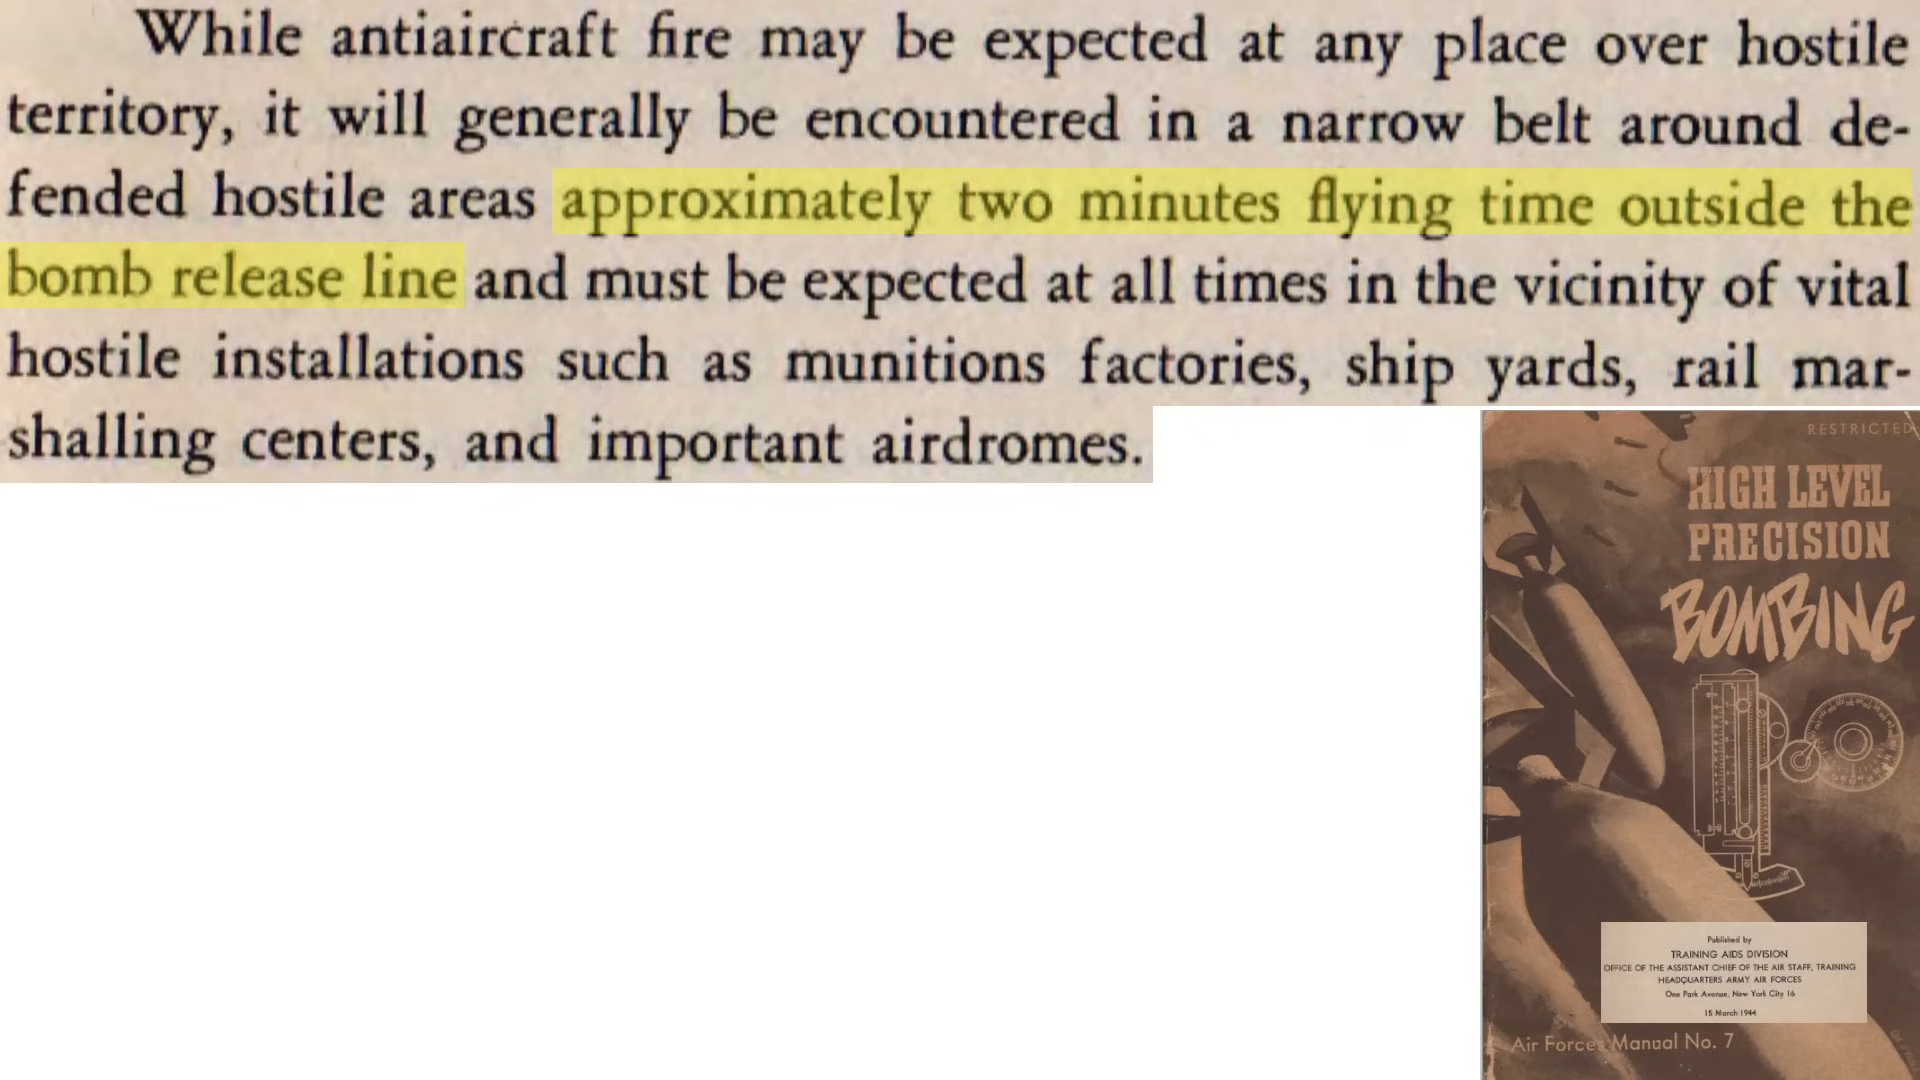 While antiaircraft fire may be expected at any place over hostile
territory, it will generally be encountered in a narrow belt around de-
fended hostile areas approximately two minutes flying time outside the
bomb release line and must be expected at all times in the vicinity of vital
hostile installations such as munitions factories, ship yards, rail mar-
shalling centers, and important airdromes.
RESTRICTED
HIGH LEVEL
PRECISION
BOMBING
Published by
TRAINING AIDS DIVISION
OFFICE OF THE ASSISTANT CHIEF OF THE AIR STAFF, TRAINING
HEADQUARTERS ARMY AIR FORCES
One Park Avenue, New York City 16
15 March 1944
Air Forces Manual No. 7